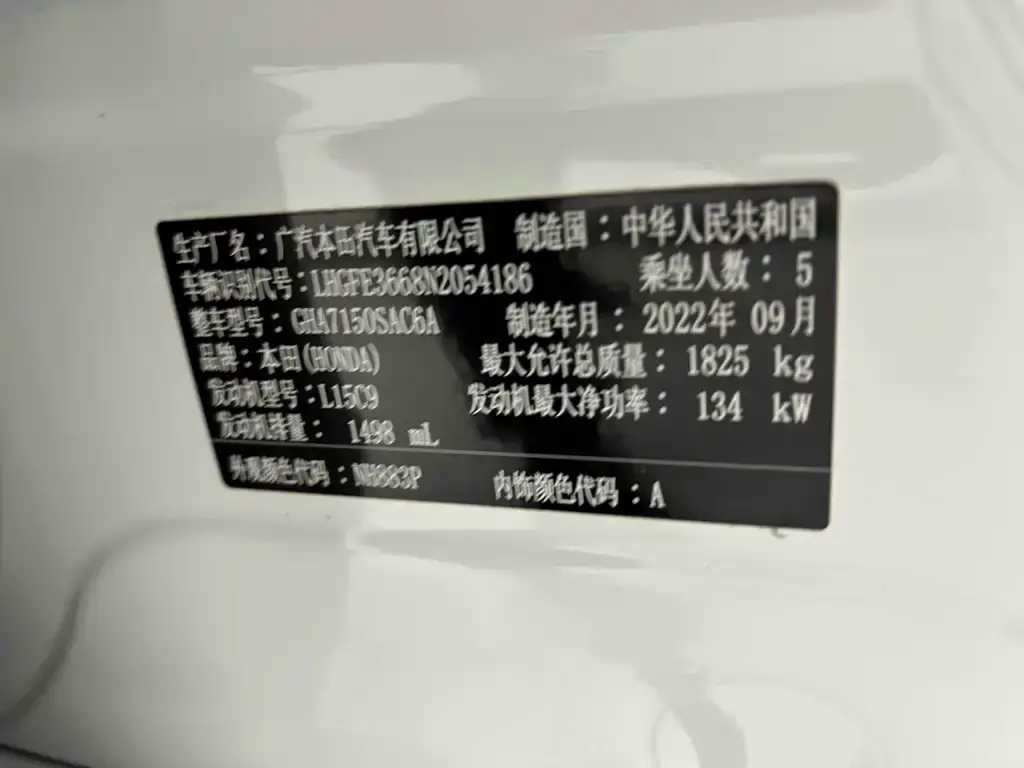 生产厂名：广汽本田汽车有限公司 制造国：中华人民共和国
车辆识别代号：LHGFE3668N2054186 乘坐人数：5
整车型号：GHA7150SAC6A 制造年月：2022年 09月
品牌：本田(HONDA) 最大允许总质量：1825 kg
发动机型号：L15C9 发动机最大净功率：134 kW
发动机排量：1498 mL
外观颜色代码：NH883P 内饰颜色代码：A